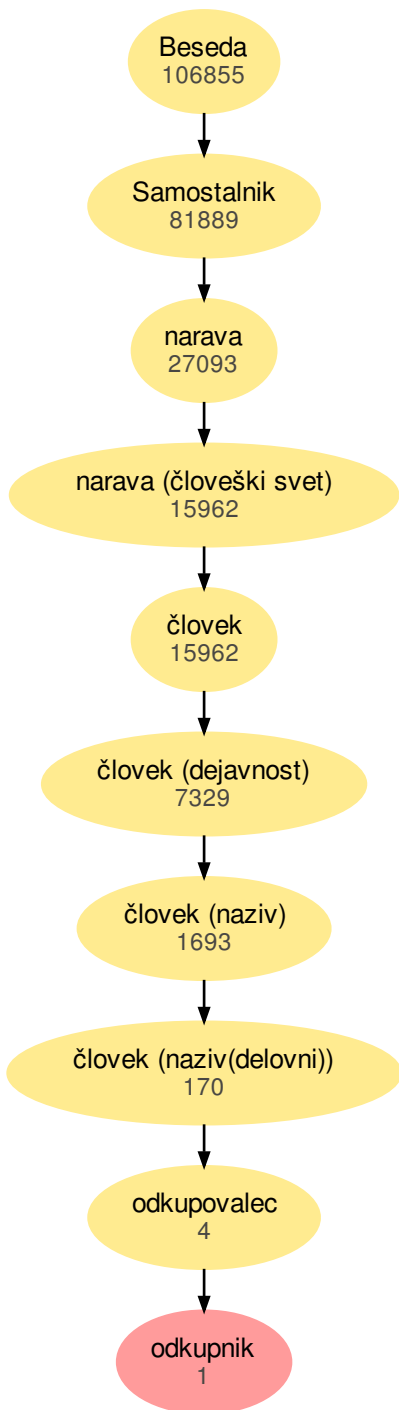 Beseda
106855
Samostalnik
81889
narava
27093
narava (človeški svet)
15962
človek
15962
človek (dejavnost)
7329
človek (naziv)
1693
človek (naziv(delovni))
170
odkupovalec
4
odkupnik
1